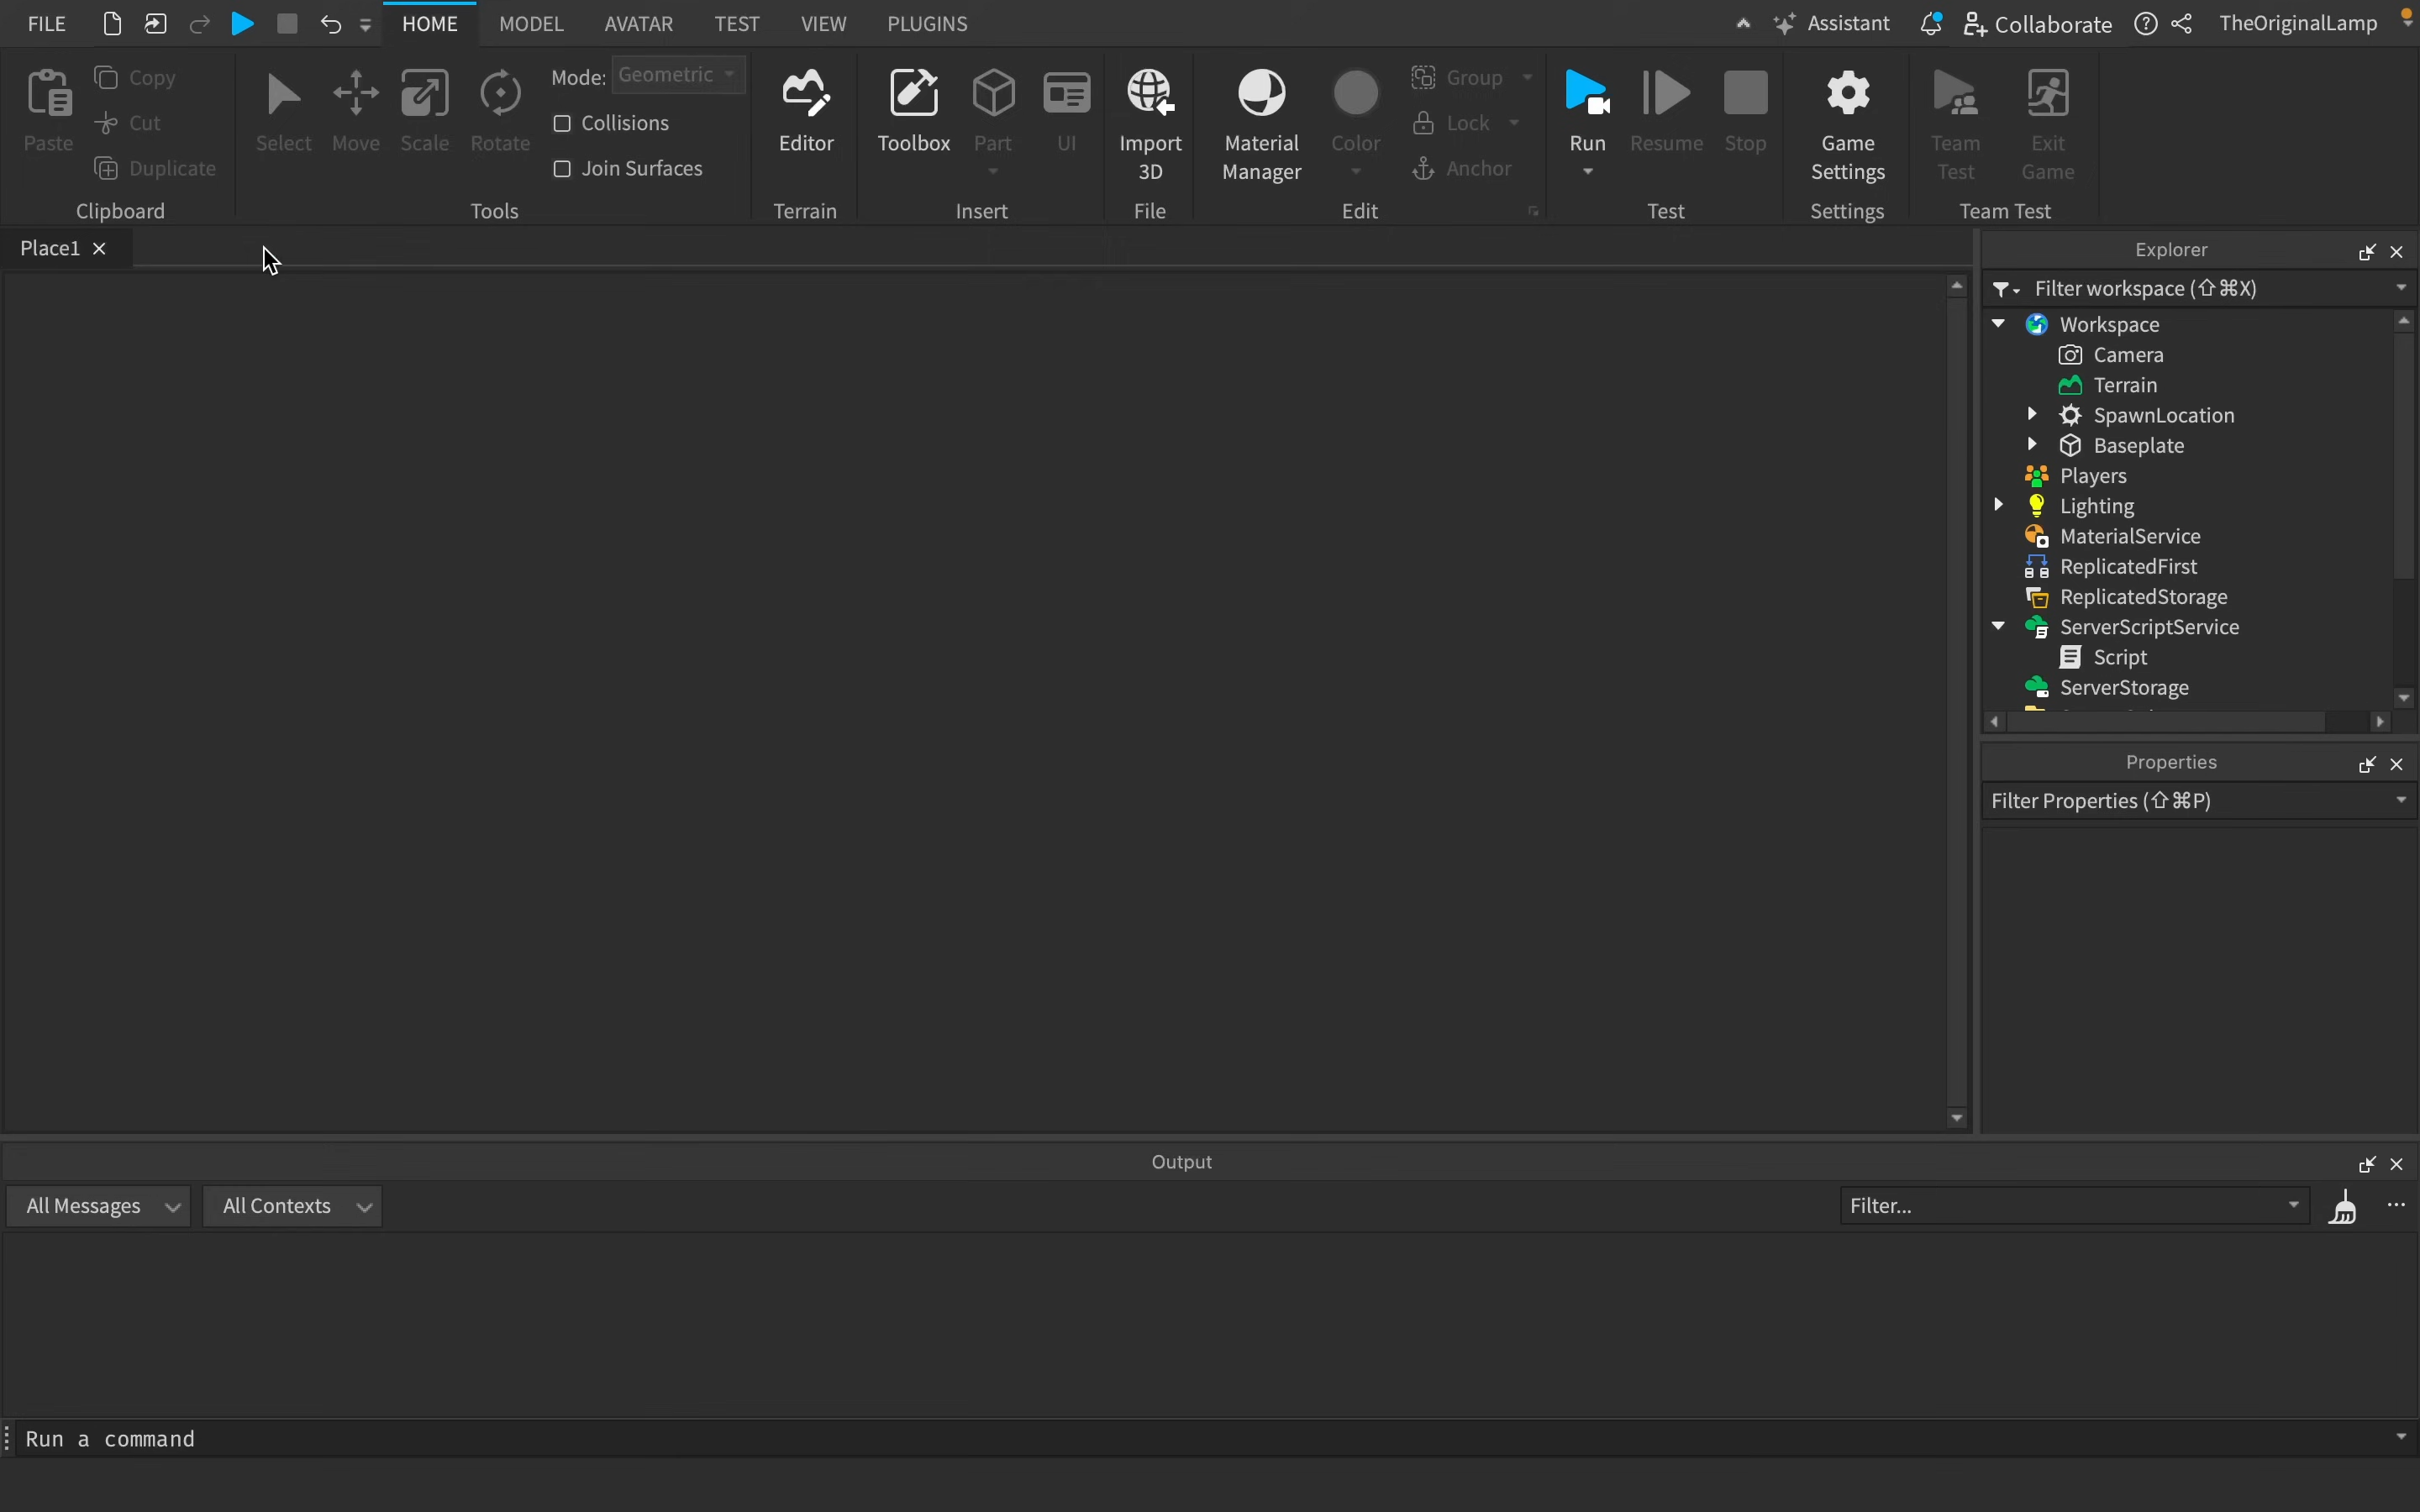 FILE HOME MODEL AVATAR TEST VIEW PLUGINS Assistant Collaborate TheOriginalLamp
Paste
Copy
Cut
Duplicate
Clipboard
Select
Move
Scale
Rotate
Mode: Geometric
Collisions
Join Surfaces
Tools
Editor
Terrain
Toolbox
Part
UI
Insert
Import
3D
File
Material
Manager
Color
Group
Lock
Anchor
Edit
Run
Resume
Stop
Test
Game
Settings
Settings
Team
Test
Exit
Game
Team Test
Place1
Explorer
Filter workspace (⇧⌘X)
Workspace
Camera
Terrain
SpawnLocation
Baseplate
Players
Lighting
MaterialService
ReplicatedFirst
ReplicatedStorage
ServerScriptService
Script
ServerStorage
Properties
Filter Properties (⇧⌘P)
Output
All Messages All Contexts Filter...
Run a command